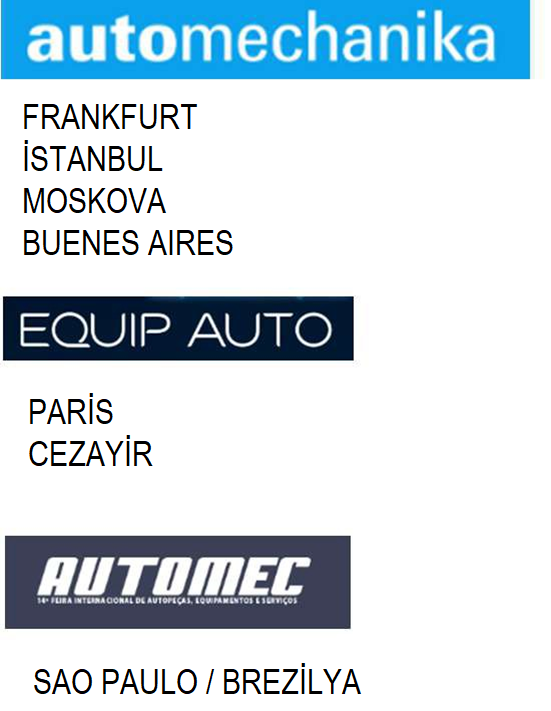 automechanika
FRANKFURT
İSTANBUL
MOSKOVA
BUENES AIRES
EQUIP AUTO
PARİS
CEZAYİR
AUTOMEC
14ª FEIRA INTERNACIONAL DE AUTOPEÇAS, EQUIPAMENTOS E SERVIÇOS
SAO PAULO / BREZİLYA